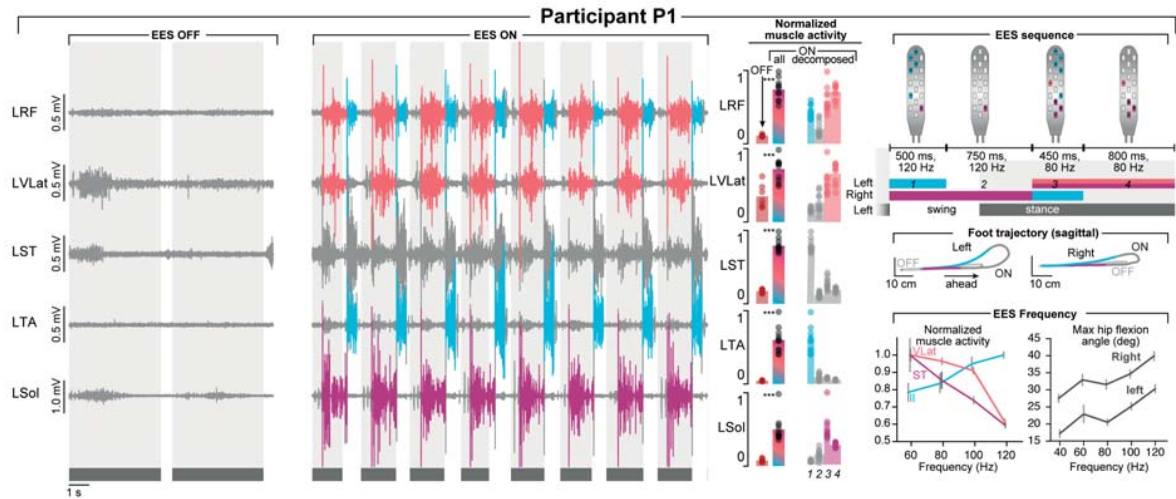 Participant P1
EES OFF
EES ON
Normalized
muscle activity
ON
all decomposed
OFF
EES sequence
LRF
0.5 mV
LVLat
0.5 mV
LST
0.5 mV
LTA
0.5 mV
LSol
1.0 mV
1 s
LRF
1
0
***
LVLat
1
0
***
LST
1
0
***
LTA
1
0
***
LSol
1
0
***
1 2 3 4
500 ms, 750 ms, 450 ms, 800 ms,
120 Hz 120 Hz 80 Hz 80 Hz
Left 1 2 3 4
Right
Left swing stance
Foot trajectory (sagittal)
Left
OFF
ON
10 cm
ahead
Right
ON
OFF
10 cm
EES Frequency
Normalized
muscle activity
VLat
ST
Ill
1.0
0.9
0.8
0.7
0.6
0.5
60 80 100 120
Frequency (Hz)
Max hip flexion
angle (deg)
Right
left
45
40
35
30
25
20
15
40 60 80 100 120
Frequency (Hz)